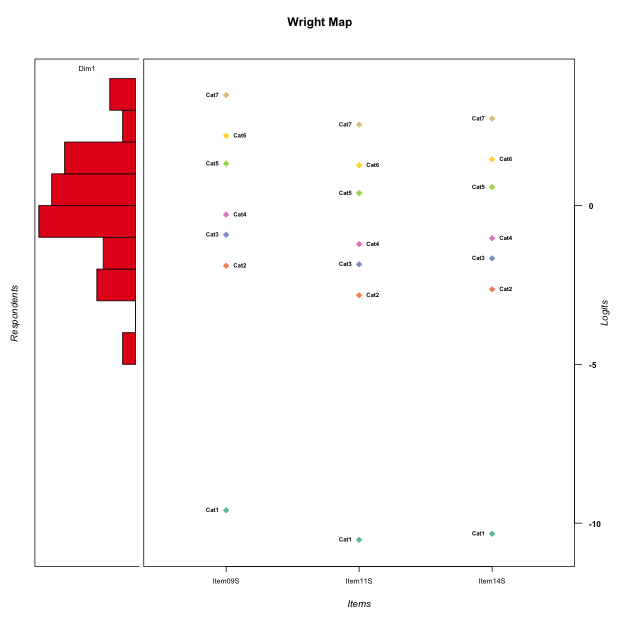 Wright Map
Dim1
Cat7
Cat7
Cat7
Cat6
Cat6
Cat6
Cat5
Cat5
Cat5
0
Cat4
Cat4
Cat4
Cat3
Cat3
Cat3
Cat2
Cat2
Cat2
Respondents
Logits
-5
Cat1
Cat1
Cat1
-10
Item09S Item11S Item14S
Items